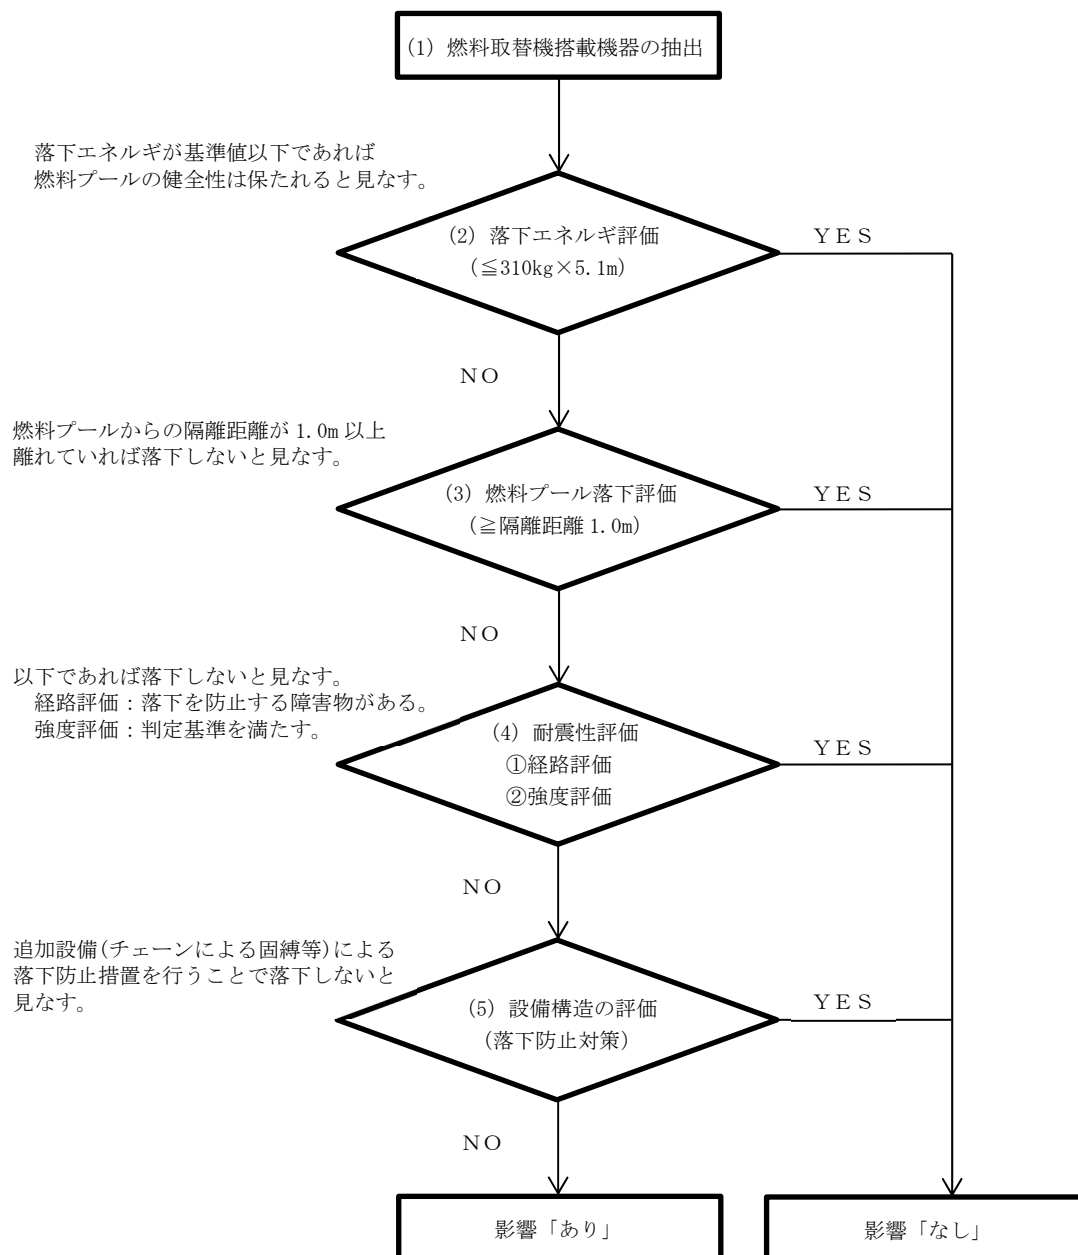 (1) 燃料取替機搭載機器の抽出
落下エネルギが基準値以下であれば
燃料プールの健全性は保たれると見なす。
(2) 落下エネルギ評価
(≦310kg×5.1m)
ＹＥＳ
ＮＯ
燃料プールからの隔離距離が 1.0m 以上
離れていれば落下しないと見なす。
(3) 燃料プール落下評価
(≧隔離距離 1.0m)
ＹＥＳ
ＮＯ
以下であれば落下しないと見なす。
経路評価：落下を防止する障害物がある。
強度評価：判定基準を満たす。
(4) 耐震性評価
①経路評価
②強度評価
ＹＥＳ
ＮＯ
追加設備(チェーンによる固縛等)による
落下防止措置を行うことで落下しないと
見なす。
(5) 設備構造の評価
(落下防止対策)
ＹＥＳ
ＮＯ
影響「あり」
影響「なし」